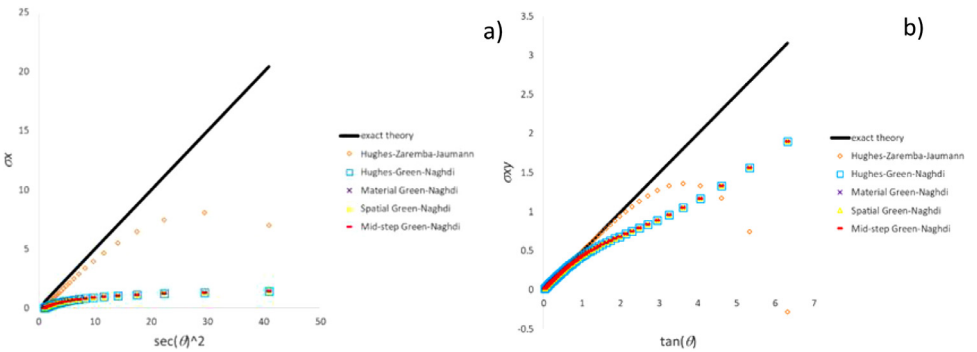 a)
25
20
15
10
5
0
σx
0 10 20 30 40 50
sec(θ)^2
exact theory
Hughes-Zaremba-Jaumann
Hughes-Green-Naghdi
Material Green-Naghdi
Spatial Green-Naghdi
Mid-step Green-Naghdi
b)
3.5
3
2.5
2
1.5
1
0.5
0
-0.5
σxy
0 1 2 3 4 5 6 7
tan(θ)
exact theory
Hughes-Zaremba-Jaumann
Hughes-Green-Naghdi
Material Green-Naghdi
Spatial Green-Naghdi
Mid-step Green-Naghdi